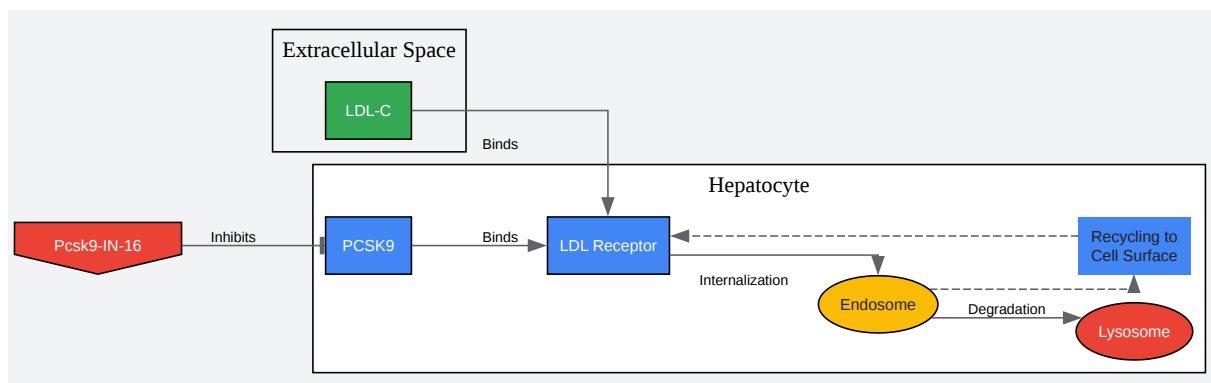 Extracellular Space
LDL-C
Binds
Hepatocyte
Pcsk9-IN-16
Inhibits
PCSK9
Binds
LDL Receptor
Recycling to
Cell Surface
Internalization
Endosome
Degradation
Lysosome